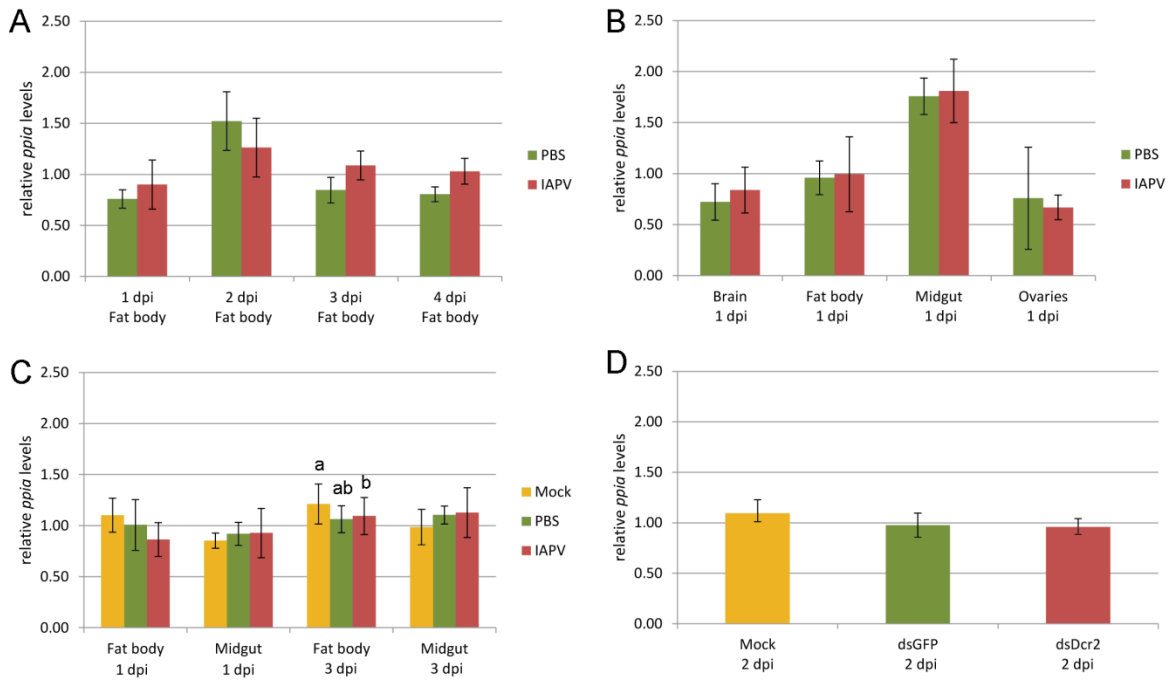 A
relative ppia levels
2.50
2.00
1.50
1.00
0.50
0.00
1 dpi
Fat body
2 dpi
Fat body
3 dpi
Fat body
4 dpi
Fat body
PBS
IAPV
B
relative ppia levels
2.50
2.00
1.50
1.00
0.50
0.00
Brain
1 dpi
Fat body
1 dpi
Midgut
1 dpi
Ovaries
1 dpi
PBS
IAPV
C
relative ppia levels
2.50
2.00
1.50
1.00
0.50
0.00
a
ab
b
Fat body
1 dpi
Midgut
1 dpi
Fat body
3 dpi
Midgut
3 dpi
Mock
PBS
IAPV
D
relative ppia levels
2.50
2.00
1.50
1.00
0.50
0.00
Mock
2 dpi
dsGFP
2 dpi
dsDcr2
2 dpi